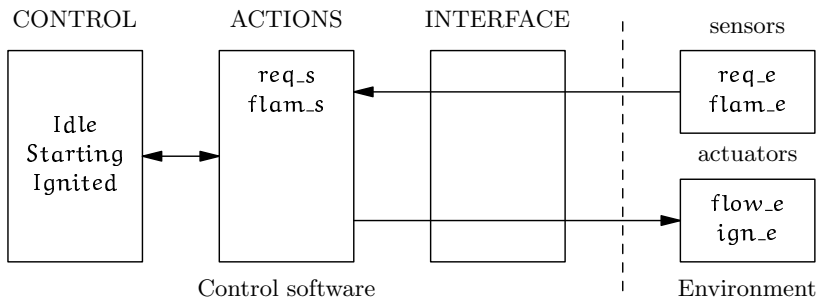 CONTROL
ACTIONS
INTERFACE
sensors
Idle
Starting
Ignited
req_s
flam_s
req_e
flam_e
actuators
flow_e
ign_e
Control software
Environment